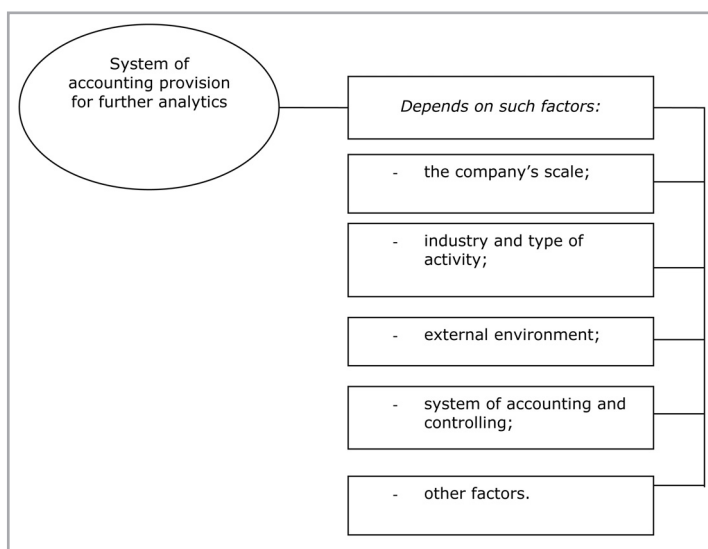 System of
accounting provision
for further analytics
Depends on such factors:
- the company’s scale;
- industry and type of
activity;
- external environment;
- system of accounting and
controlling;
- other factors.